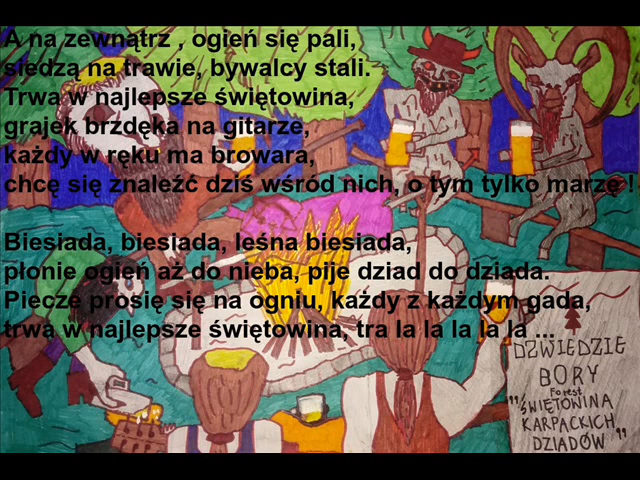 A na zewnątrz , ogień się pali,
siedzą na trawie, bywalcy stali.
Trwa w najlepsze świętowina,
grajek brzdęka na gitarze,
każdy w ręku ma browara,
chcę się znaleźć dziś wśród nich, o tym tylko marzę !
Biesiada, biesiada, leśna biesiada,
płonie ogień aż do nieba, pije dziad do dziada.
Piecze prosię się na ogniu, każdy z każdym gada,
trwa w najlepsze świętowina, tra la la la la la ...
DZWIEDZIE
BORY
Forest
"ŚWIĘTOWINA
KARPACKICH
DZIADÓW"